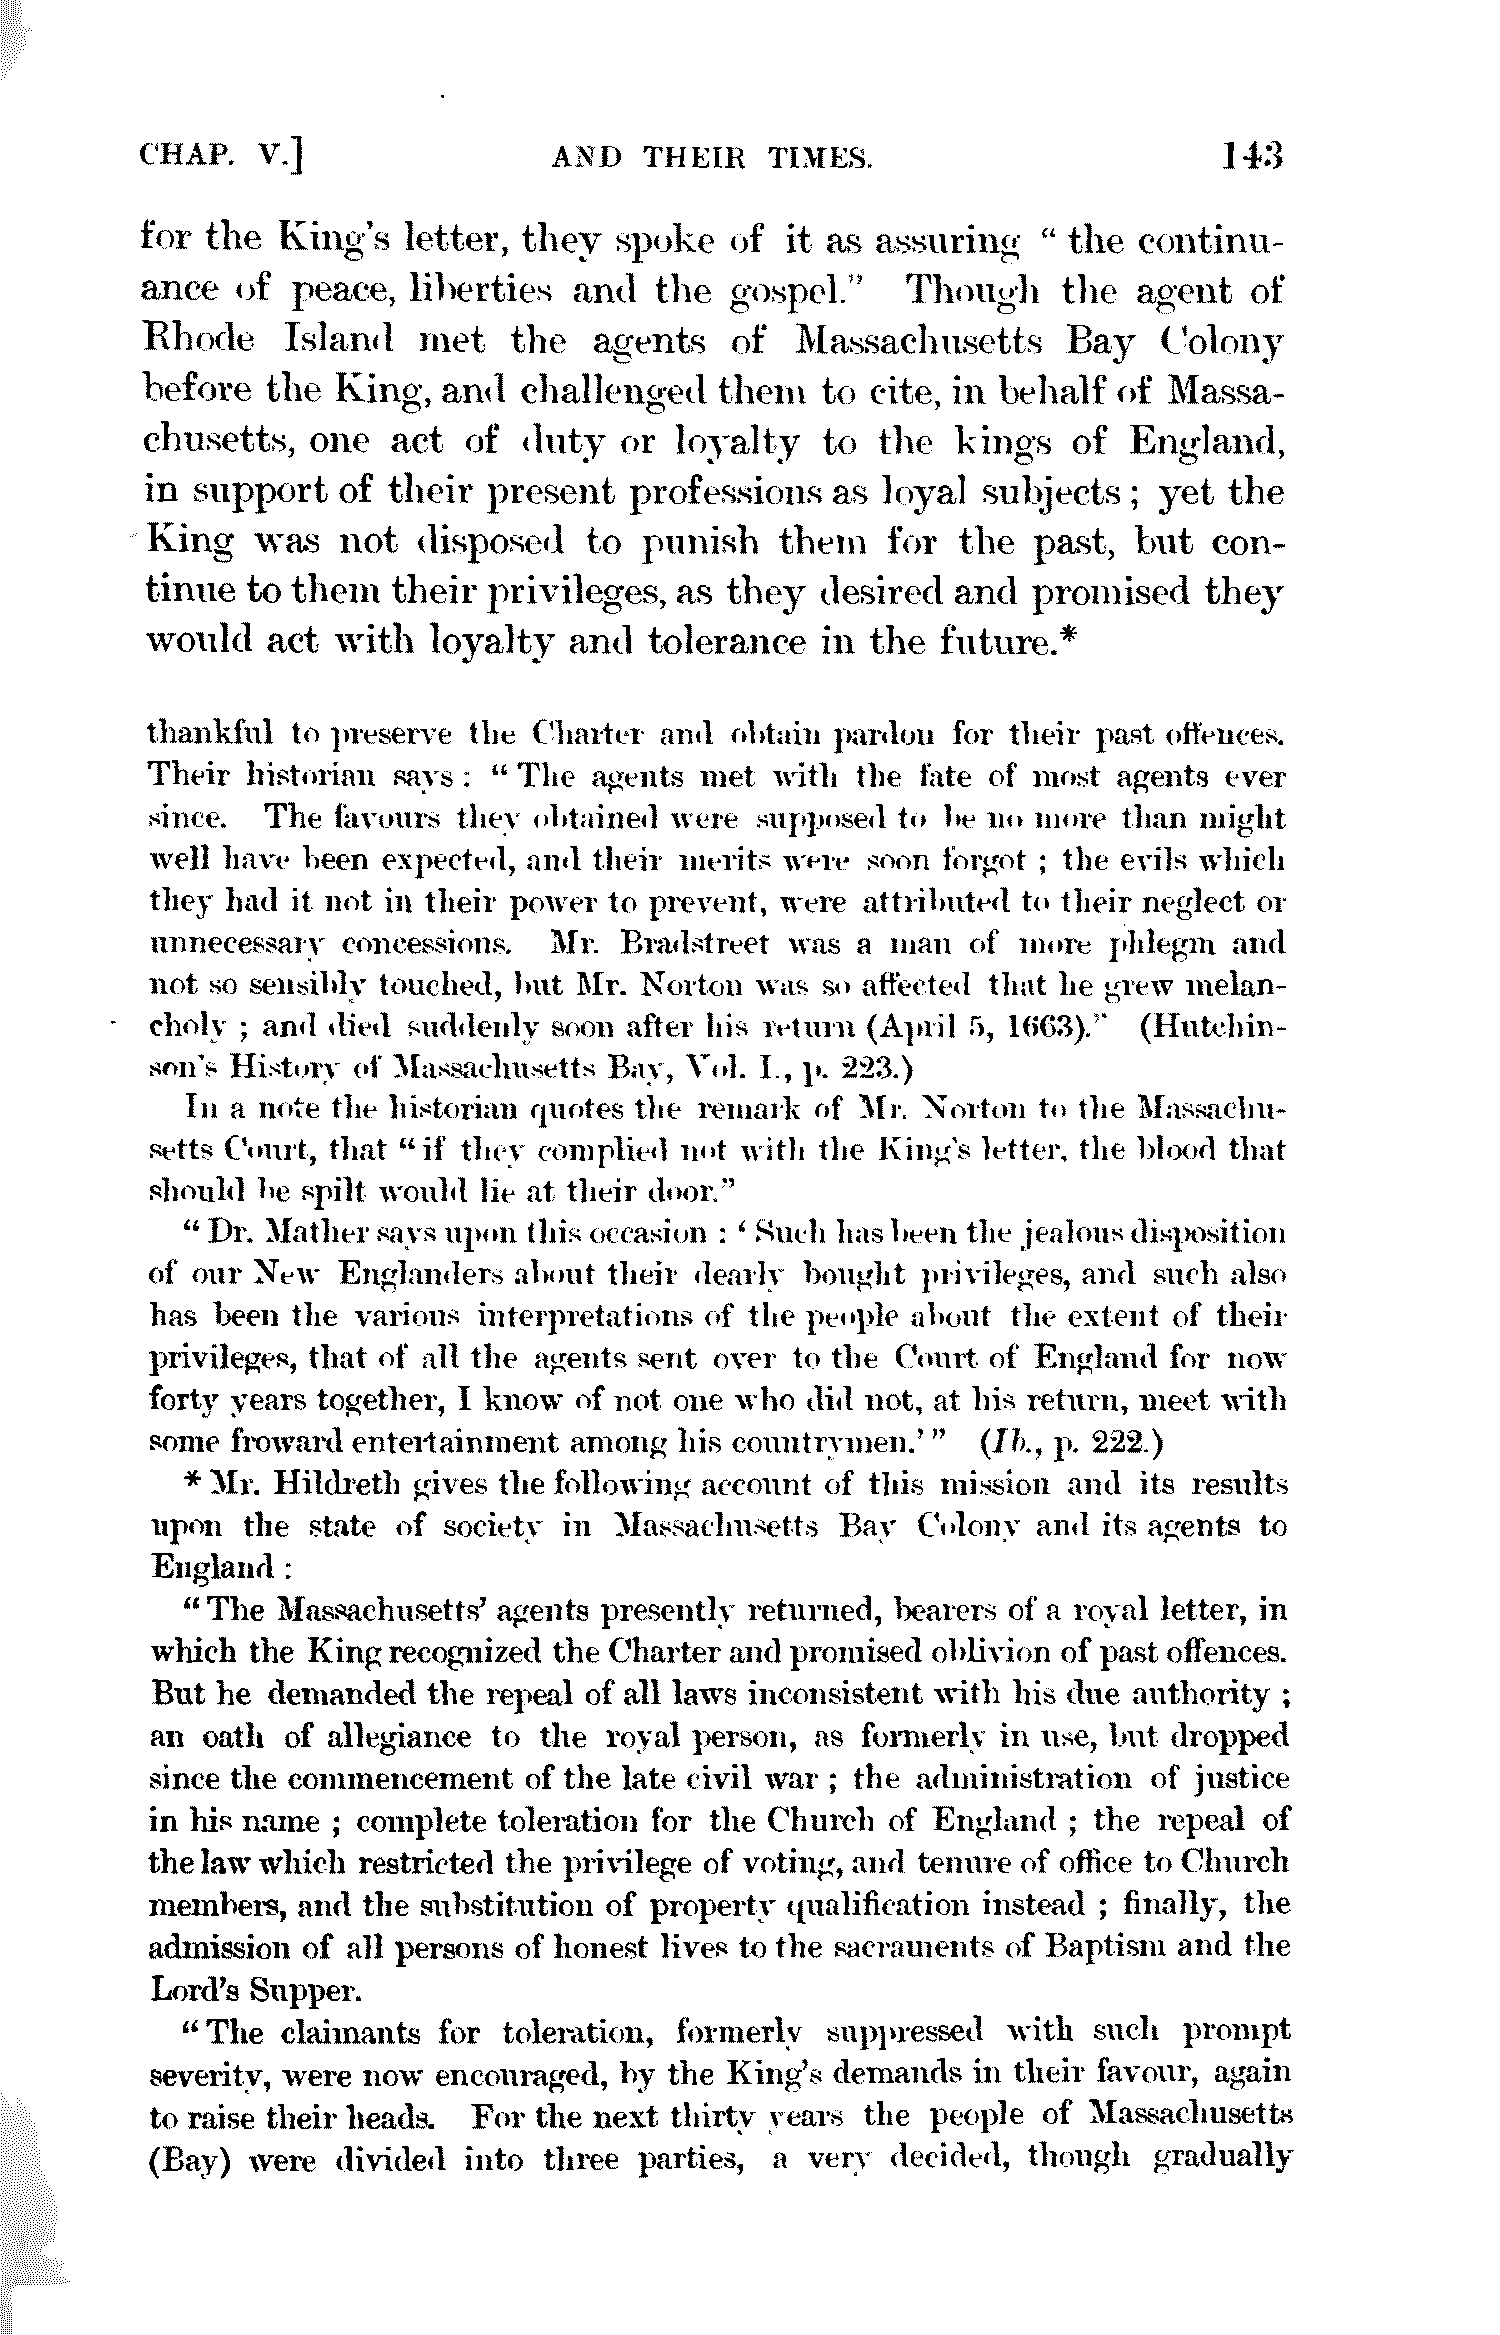 CHAP. V.] AND THEIR TIMES. 143
for the King's letter, they spoke of it as assuring " the continu-
ance of peace, liberties and the gospel." Though the agent of
Rhode Island met the agents of Massachusetts Bay Colony
before the King, and challenged them to cite, in behalf of Massa-
chusetts, one act of duty or loyalty to the kings of England,
in support of their present professions as loyal subjects ; yet the
King was not disposed to punish them for the past, but con-
tinue to them their privileges, as they desired and promised they
would act with loyalty and tolerance in the future.*
thankful to preserve the Charter and obtain pardon for their past offences.
Their historian says : " The agents met with the fate of most agents ever
since. The favours they obtained were supposed to be no more than might
well have been expected, and their merits were soon forgot ; the evils which
they had it not in their power to prevent, were attributed to their neglect or
unnecessary concessions. Mr. Bradstreet was a man of more phlegm and
not so sensibly touched, but Mr. Norton was so affected that he grew melan-
choly ; and died suddenly soon after his return (April 5, 1663)." (Hutchin-
son's History of Massachusetts Bay, Vol. I., p. 223.)
In a note the historian quotes the remark of Mr. Norton to the Massachu-
setts Court, that " if they complied not with the King's letter, the blood that
should be spilt would lie at their door."
" Dr. Mather says upon this occasion : ' Such has been the jealous disposition
of our New Englanders about their dearly bought privileges, and such also
has been the various interpretations of the people about the extent of their
privileges, that of all the agents sent over to the Court of England for now
forty years together, I know of not one who did not, at his return, meet with
some froward entertainment among his countrymen.' " (Ib., p. 222.)
* Mr. Hildreth gives the following account of this mission and its results
upon the state of society in Massachusetts Bay Colony and its agents to
England :
" The Massachusetts' agents presently returned, bearers of a royal letter, in
which the King recognized the Charter and promised oblivion of past offences.
But he demanded the repeal of all laws inconsistent with his due authority ;
an oath of allegiance to the royal person, as formerly in use, but dropped
since the commencement of the late civil war ; the administration of justice
in his name ; complete toleration for the Church of England ; the repeal of
the law which restricted the privilege of voting, and tenure of office to Church
members, and the substitution of property qualification instead ; finally, the
admission of all persons of honest lives to the sacraments of Baptism and the
Lord's Supper.
" The claimants for toleration, formerly suppressed with such prompt
severity, were now encouraged, by the King's demands in their favour, again
to raise their heads. For the next thirty years the people of Massachusetts
(Bay) were divided into three parties, a very decided, though gradually